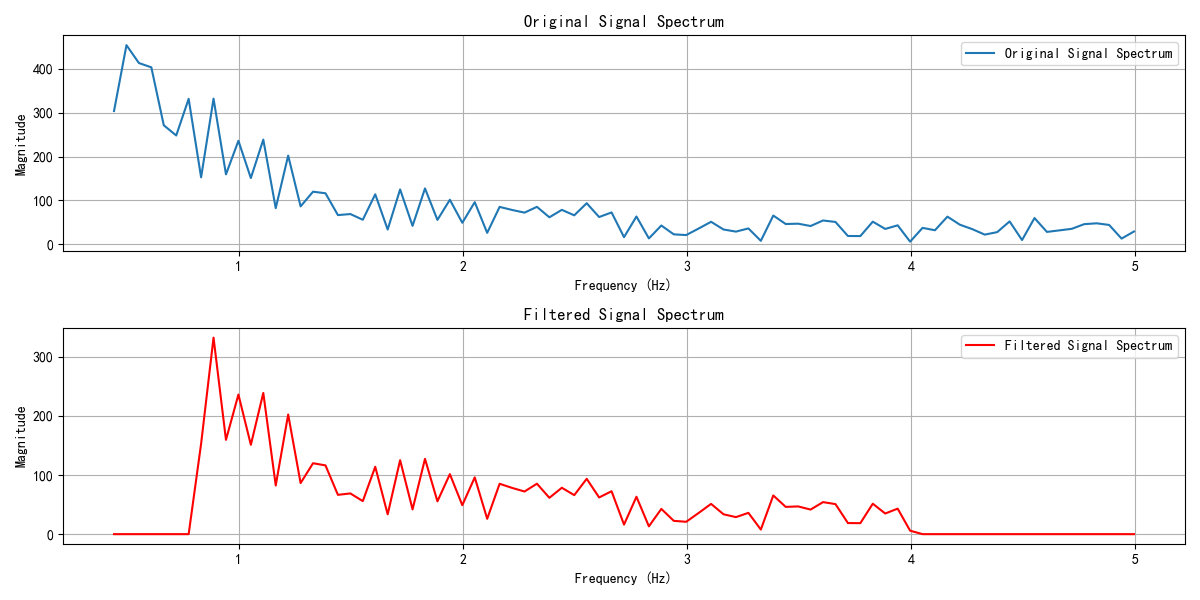 Original Signal Spectrum
Original Signal Spectrum
Magnitude
400
300
200
100
0
1 2 3 4 5
Frequency (Hz)
Filtered Signal Spectrum
Filtered Signal Spectrum
Magnitude
300
200
100
0
1 2 3 4 5
Frequency (Hz)